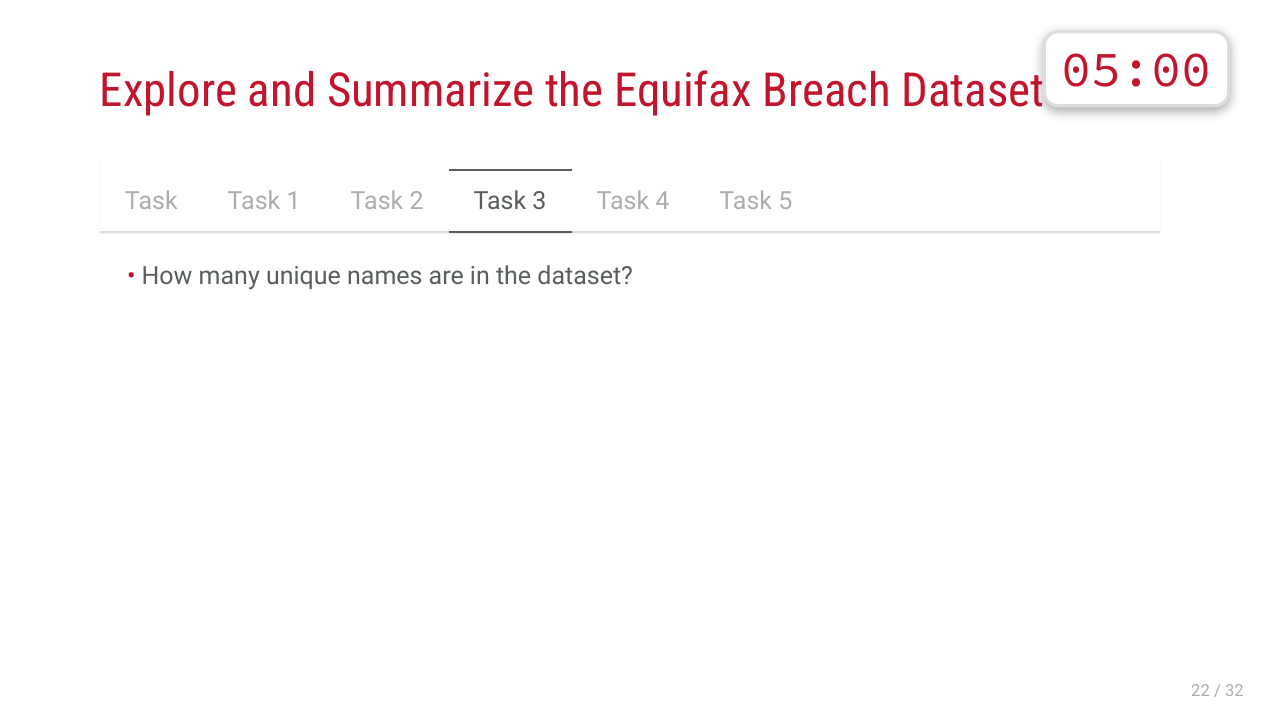 Explore and Summarize the Equifax Breach Dataset
05:00
Task Task 1 Task 2 Task 3 Task 4 Task 5
• How many unique names are in the dataset?
22 / 32